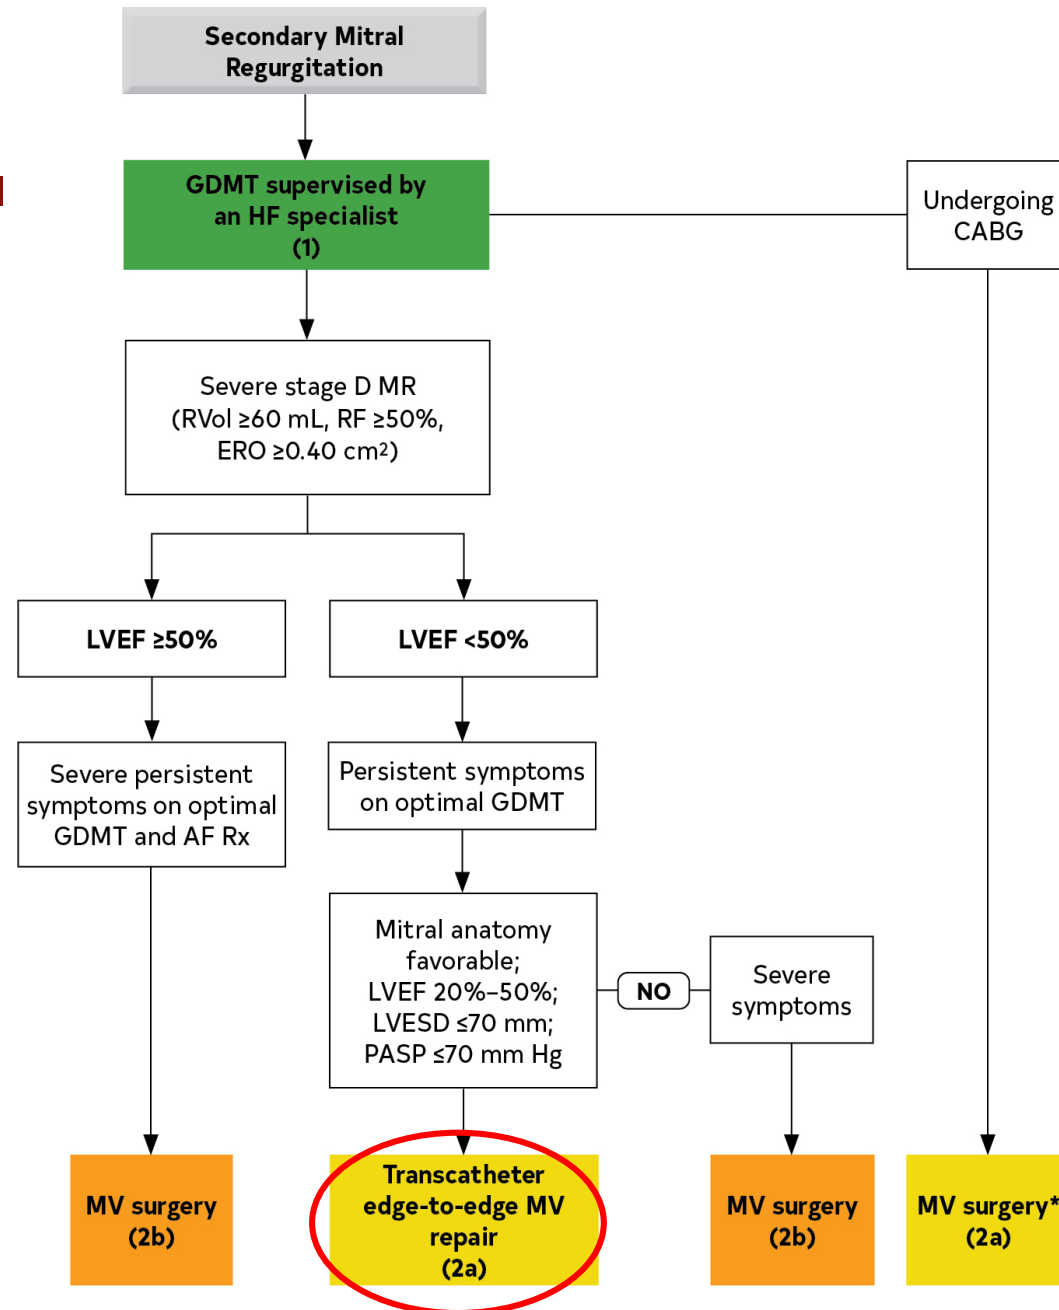 Secondary Mitral
Regurgitation
GDMT supervised by
an HF specialist
(1)
Undergoing
CABG
Severe stage D MR
(RVol ≥60 mL, RF ≥50%,
ERO ≥0.40 cm²)
LVEF ≥50%
LVEF <50%
Severe persistent
symptoms on optimal
GDMT and AF Rx
Persistent symptoms
on optimal GDMT
Mitral anatomy
favorable;
LVEF 20%–50%;
LVESD ≤70 mm;
PASP ≤70 mm Hg
NO
Severe
symptoms
MV surgery
(2b)
Transcatheter
edge-to-edge MV
repair
(2a)
MV surgery
(2b)
MV surgery*
(2a)